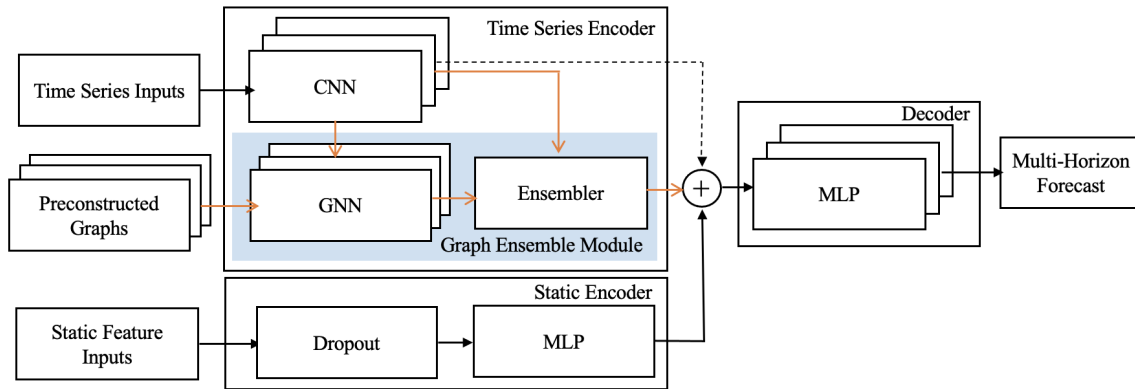 Time Series Encoder
Time Series Inputs
CNN
Decoder
Multi-Horizon
Forecast
MLP
Preconstructed
Graphs
GNN
Ensembler
+
Graph Ensemble Module
Static Encoder
Static Feature
Inputs
Dropout
MLP